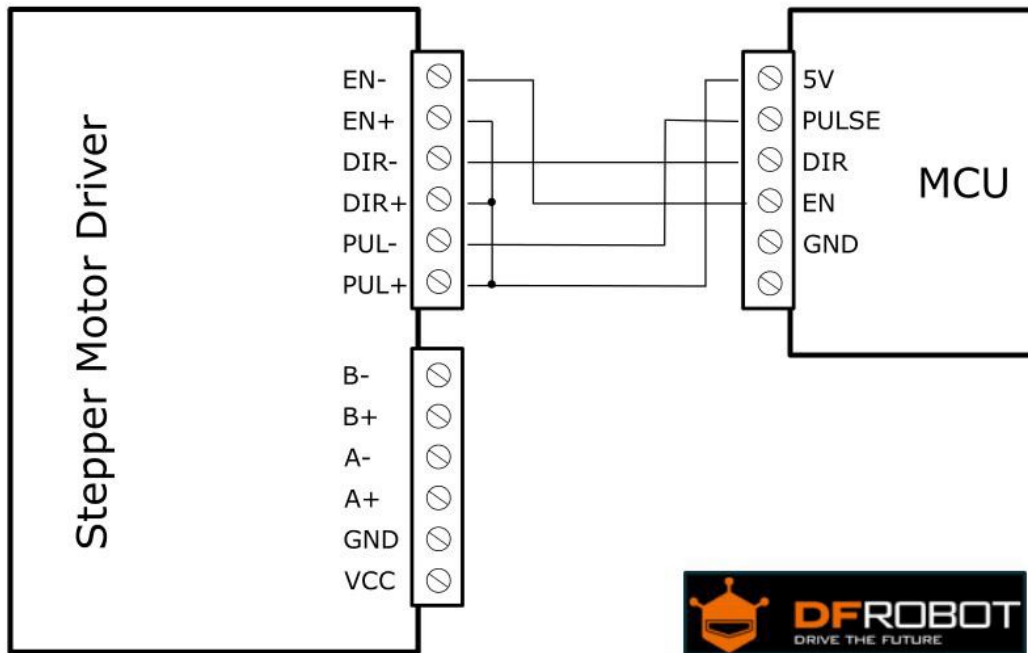 Stepper Motor Driver
EN-
EN+
DIR-
DIR+
PUL-
PUL+
B-
B+
A-
A+
GND
VCC
5V
PULSE
DIR
EN
GND
MCU
DFROBOT
DRIVE THE FUTURE